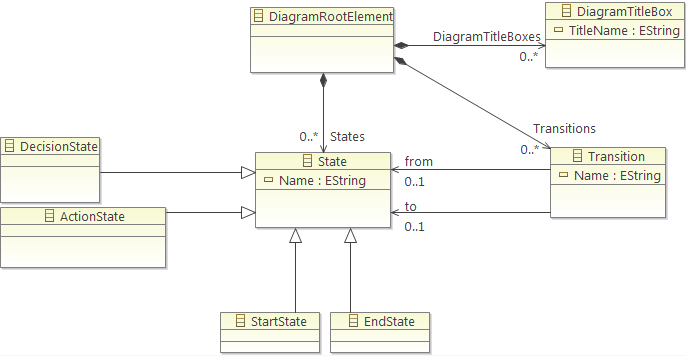 DiagramRootElement
DiagramTitleBox
TitleName : EString
DiagramTitleBoxes
0..*
Transitions
0..*
0..*
States
DecisionState
State
Name : EString
from
0..1
Transition
Name : EString
ActionState
to
0..1
StartState
EndState